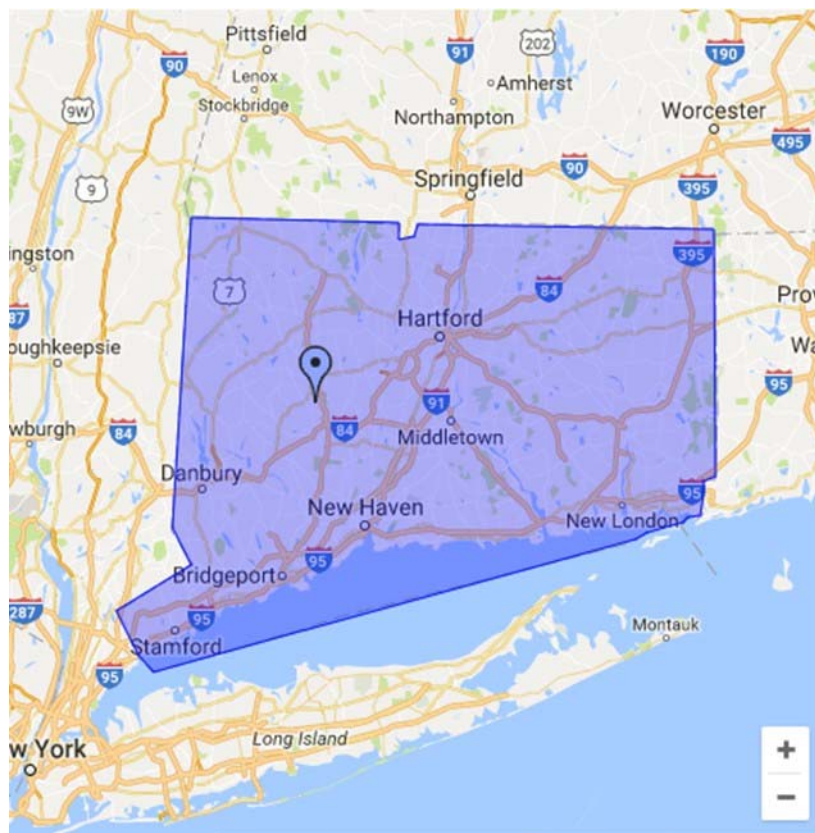 Pittsfield
91
202
190
90
Lenox
Amherst
Stockbridge
9W
Northampton
Worcester
495
90
9
Springfield
395
ingston
7
395
84
Prov
87
Hartford
oughkeepsie
Wa
95
91
wburgh
84
84
Middletown
Danbury
95
New Haven
New London
Bridgeport
95
287
95
Stamford
Montauk
95
w York
Long Island
+
−